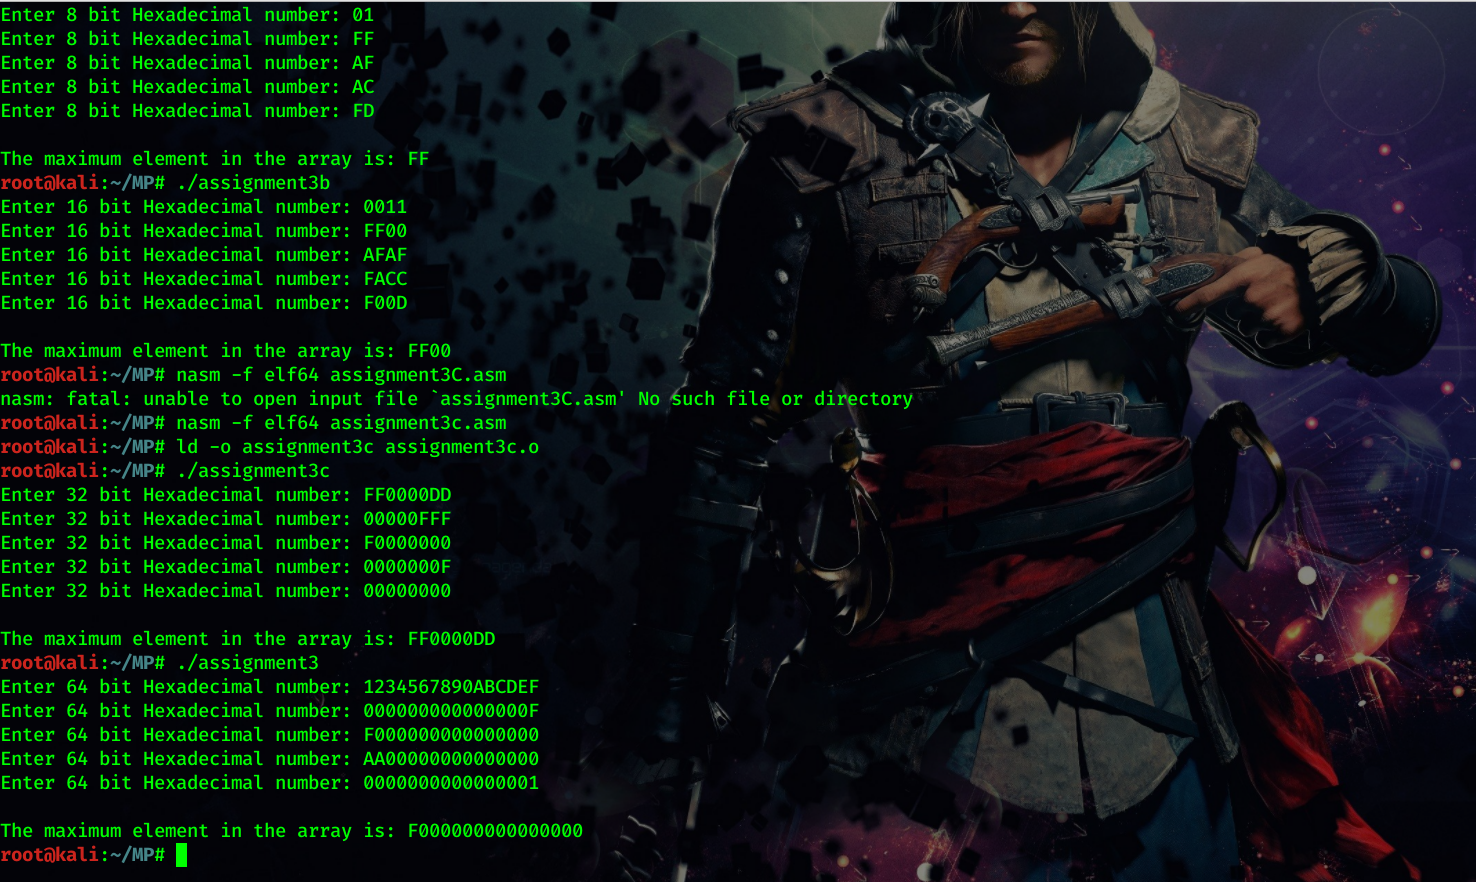 Enter 8 bit Hexadecimal number: 01
Enter 8 bit Hexadecimal number: FF
Enter 8 bit Hexadecimal number: AF
Enter 8 bit Hexadecimal number: AC
Enter 8 bit Hexadecimal number: FD
The maximum element in the array is: FF
root@kali:~/MP# ./assignment3b
Enter 16 bit Hexadecimal number: 0011
Enter 16 bit Hexadecimal number: FF00
Enter 16 bit Hexadecimal number: AFAF
Enter 16 bit Hexadecimal number: FACC
Enter 16 bit Hexadecimal number: F00D
The maximum element in the array is: FF00
root@kali:~/MP# nasm -f elf64 assignment3C.asm
nasm: fatal: unable to open input file `assignment3C.asm' No such file or directory
root@kali:~/MP# nasm -f elf64 assignment3c.asm
root@kali:~/MP# ld -o assignment3c assignment3c.o
root@kali:~/MP# ./assignment3c
Enter 32 bit Hexadecimal number: FF0000DD
Enter 32 bit Hexadecimal number: 00000FFF
Enter 32 bit Hexadecimal number: F0000000
Enter 32 bit Hexadecimal number: 0000000F
Enter 32 bit Hexadecimal number: 00000000
The maximum element in the array is: FF0000DD
root@kali:~/MP# ./assignment3
Enter 64 bit Hexadecimal number: 1234567890ABCDEF
Enter 64 bit Hexadecimal number: 000000000000000F
Enter 64 bit Hexadecimal number: F000000000000000
Enter 64 bit Hexadecimal number: AA00000000000000
Enter 64 bit Hexadecimal number: 0000000000000001
The maximum element in the array is: F000000000000000
root@kali:~/MP#